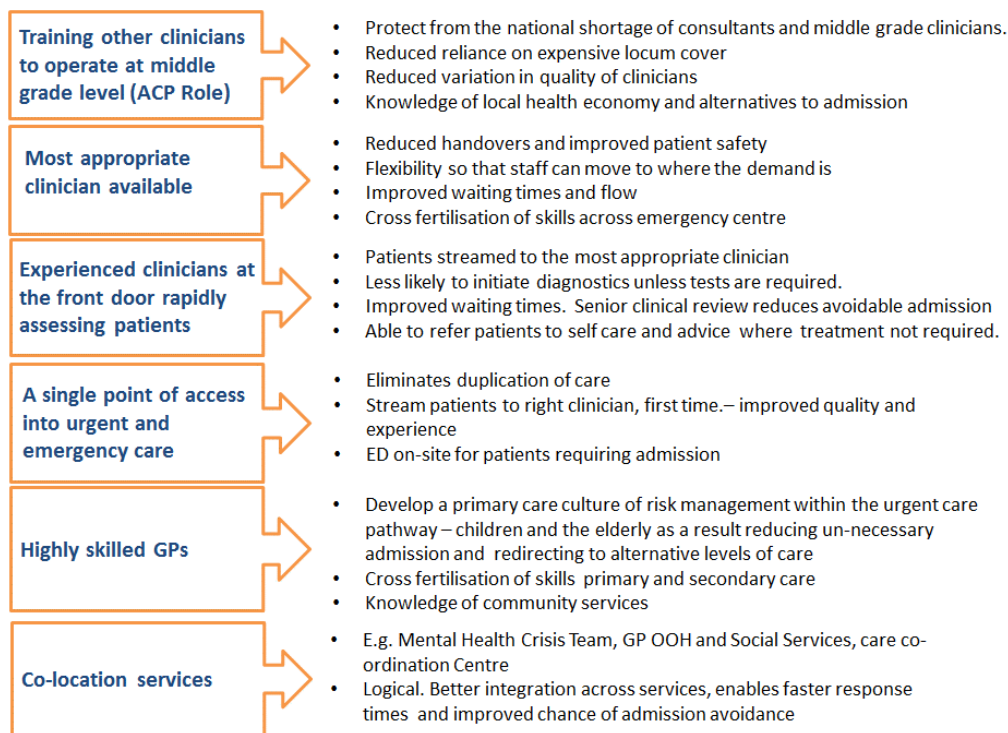 Training other clinicians
to operate at middle
grade level (ACP Role)
• Protect from the national shortage of consultants and middle grade clinicians.
• Reduced reliance on expensive locum cover
• Reduced variation in quality of clinicians
• Knowledge of local health economy and alternatives to admission
Most appropriate
clinician available
• Reduced handovers and improved patient safety
• Flexibility so that staff can move to where the demand is
• Improved waiting times and flow
• Cross fertilisation of skills across emergency centre
Experienced clinicians at
the front door rapidly
assessing patients
• Patients streamed to the most appropriate clinician
• Less likely to initiate diagnostics unless tests are required.
• Improved waiting times. Senior clinical review reduces avoidable admission
• Able to refer patients to self care and advice where treatment not required.
A single point of access
into urgent and
emergency care
• Eliminates duplication of care
• Stream patients to right clinician, first time.– improved quality and
experience
• ED on-site for patients requiring admission
Highly skilled GPs
• Develop a primary care culture of risk management within the urgent care
pathway – children and the elderly as a result reducing un-necessary
admission and redirecting to alternative levels of care
• Cross fertilisation of skills primary and secondary care
• Knowledge of community services
Co-location services
• E.g. Mental Health Crisis Team, GP OOH and Social Services, care co-
ordination Centre
• Logical. Better integration across services, enables faster response
times and improved chance of admission avoidance